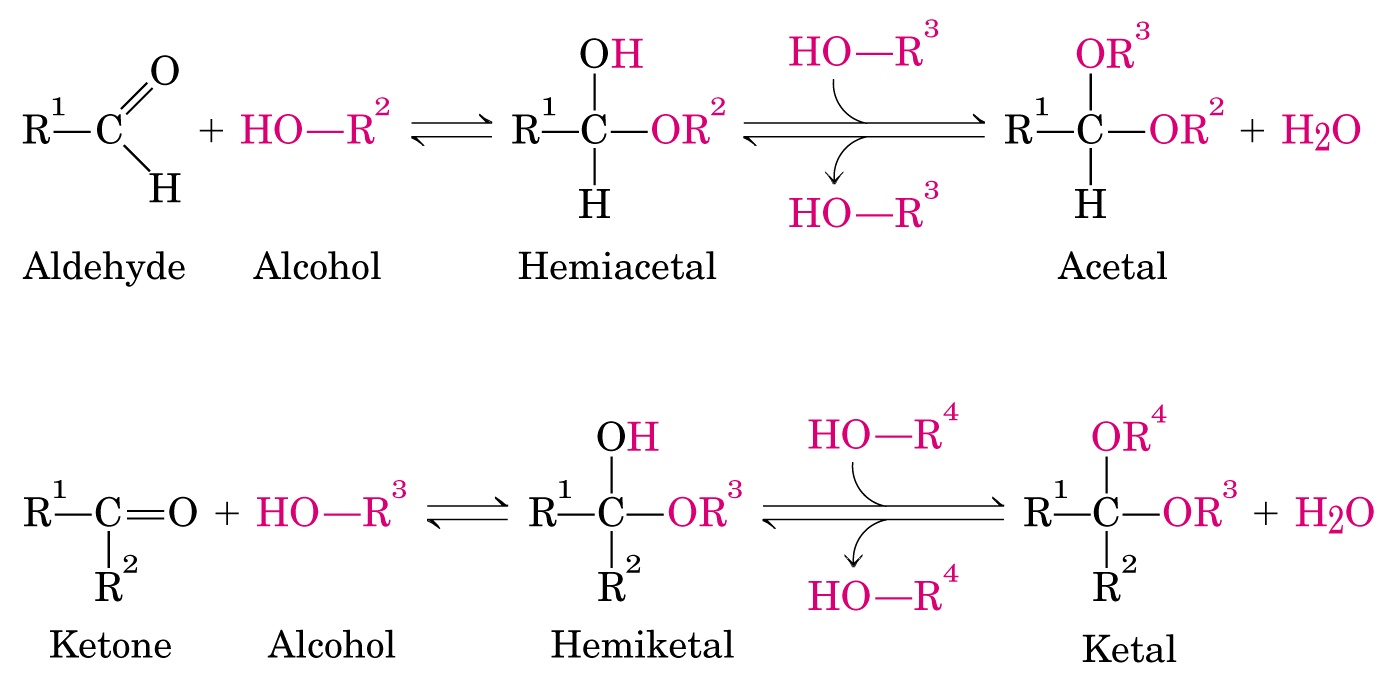 HO—R³
OH
OR³
O
R¹—C
+ HO—R²
R¹—C—OR²
R¹—C—OR² + H₂O
H
H
H
HO—R³
Aldehyde
Alcohol
Hemiacetal
Acetal
HO—R⁴
OH
OR⁴
R¹—C=O + HO—R³
R¹—C—OR³
R¹—C—OR³ + H₂O
R²
R²
R²
HO—R⁴
Ketone
Alcohol
Hemiketal
Ketal